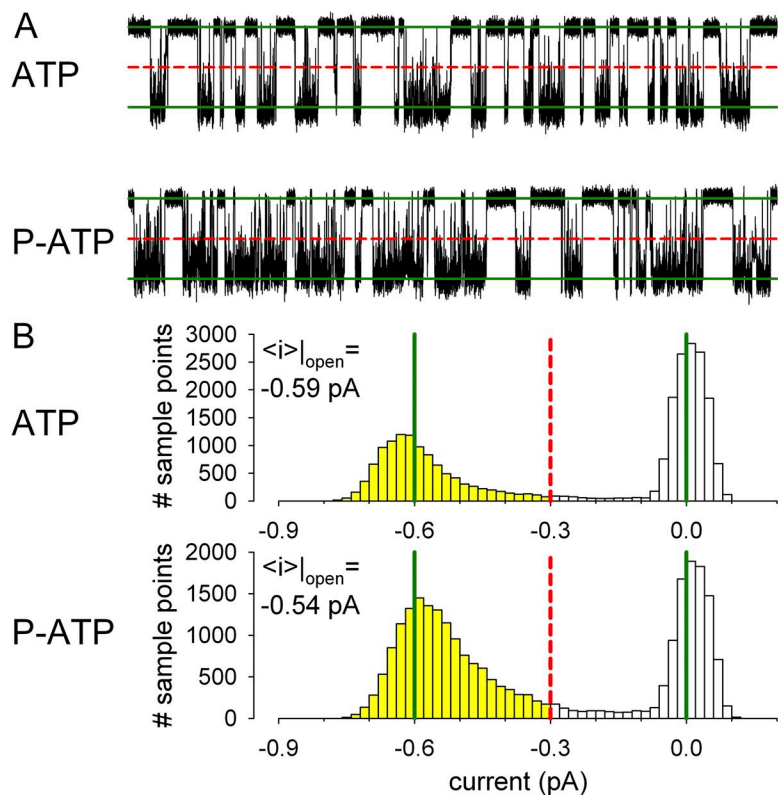 A
ATP
P-ATP
B
ATP
# sample points
3000
2500
2000
1500
1000
500
0
<i>|open=
-0.59 pA
-0.9
-0.6
-0.3
0.0
P-ATP
# sample points
2000
1500
1000
500
0
<i>|open=
-0.54 pA
-0.9
-0.6
-0.3
0.0
current (pA)